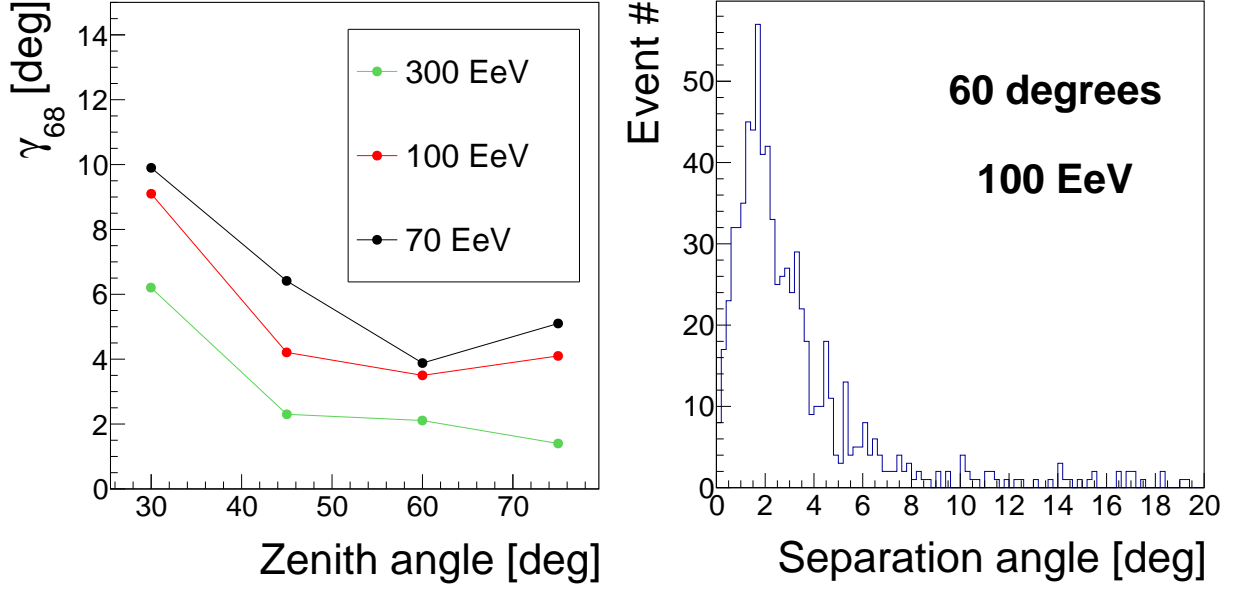 γ68 [deg]
14
12
10
8
6
4
2
0
300 EeV
100 EeV
70 EeV
30 40 50 60 70
Zenith angle [deg]
Event #
50
40
30
20
10
0
60 degrees
100 EeV
0 2 4 6 8 10 12 14 16 18 20
Separation angle [deg]